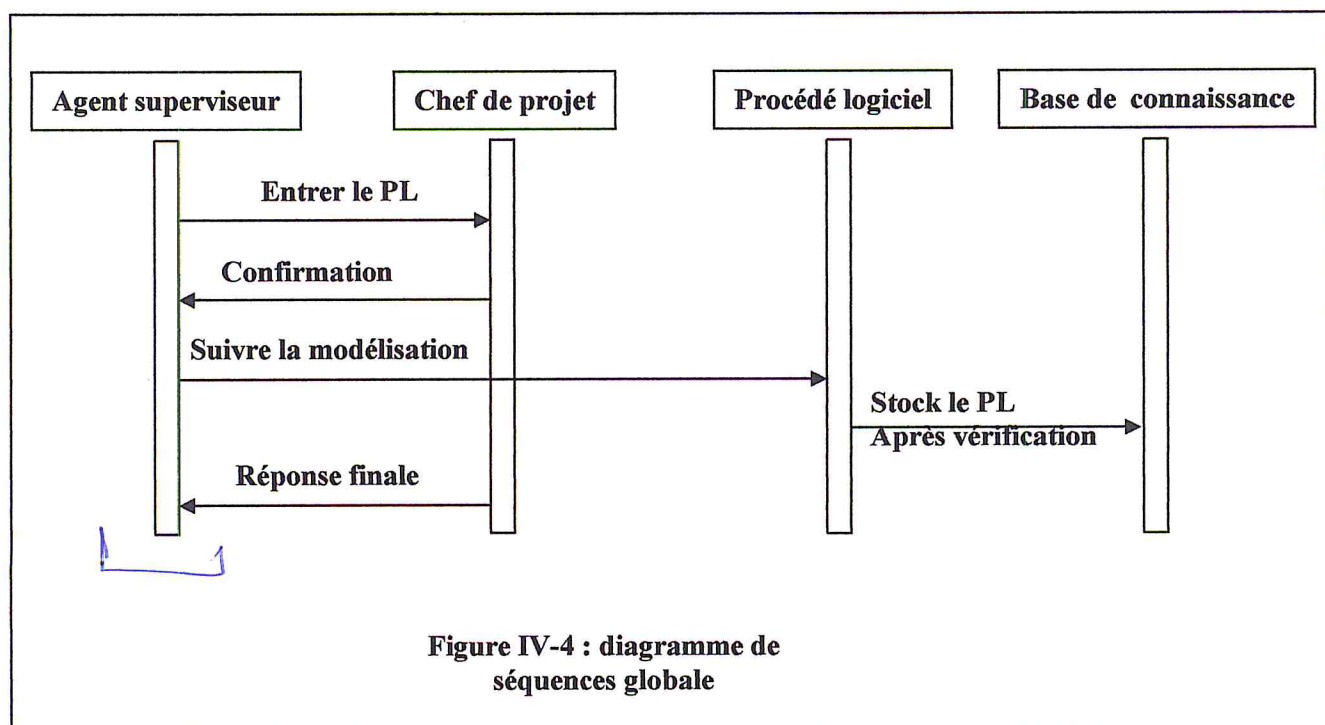 Agent superviseur
Chef de projet
Procédé logiciel
Base de connaissance
Entrer le PL
Confirmation
Suivre la modélisation
Stock le PL
Après vérification
Réponse finale
Figure IV-4 : diagramme de
séquences globale